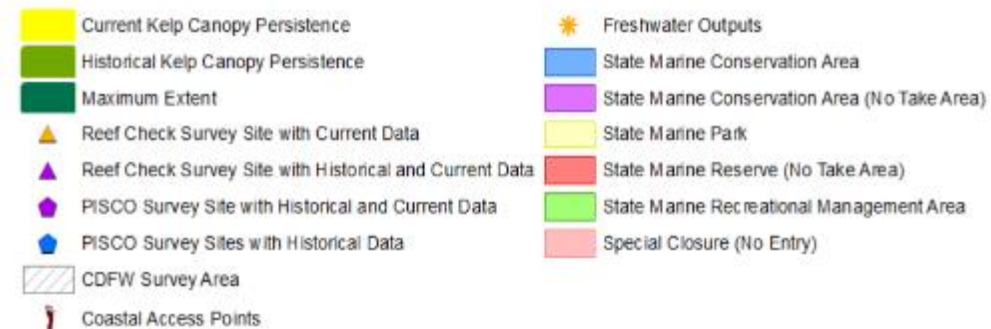 Current Kelp Canopy Persistence
Historical Kelp Canopy Persistence
Maximum Extent
Reef Check Survey Site with Current Data
Reef Check Survey Site with Historical and Current Data
PISCO Survey Site with Historical and Current Data
PISCO Survey Sites with Historical Data
CDFW Survey Area
Coastal Access Points
Freshwater Outputs
State Marine Conservation Area
State Marine Conservation Area (No Take Area)
State Marine Park
State Marine Reserve (No Take Area)
State Marine Recreational Management Area
Special Closure (No Entry)